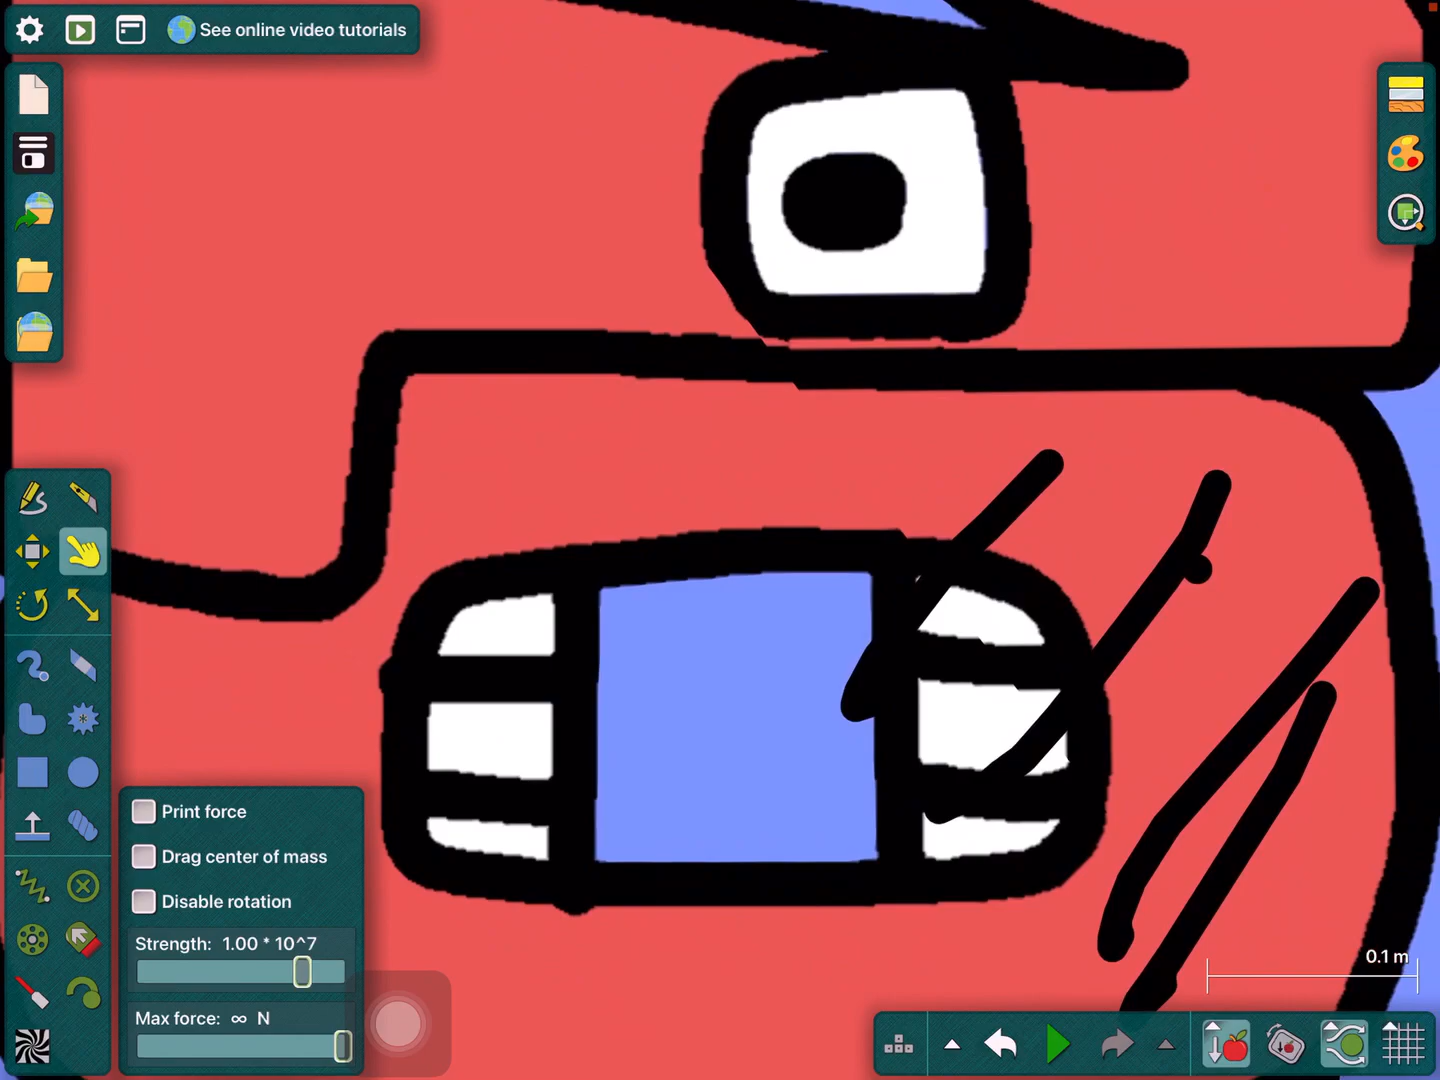 See online video tutorials
Print force
Drag center of mass
Disable rotation
Strength: 1.00 * 10^7
Max force: ∞ N
0.1 m